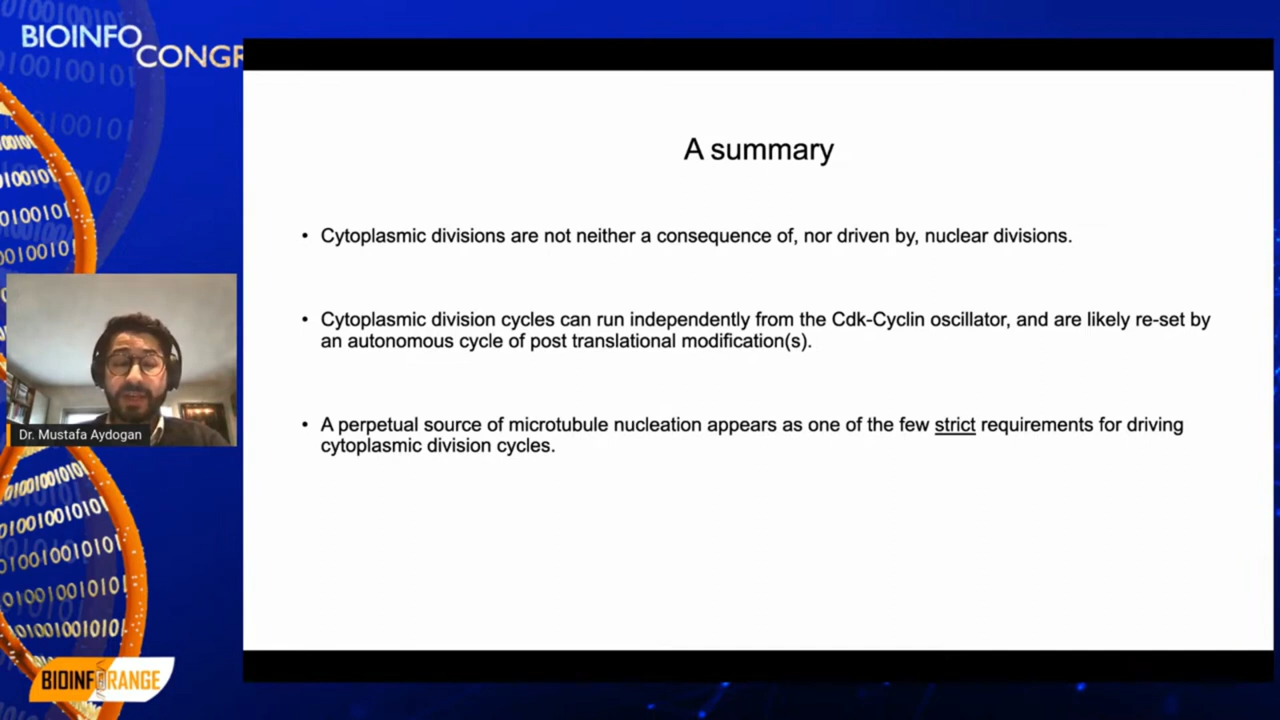 BIOINFO
CONGR
A summary
• Cytoplasmic divisions are not neither a consequence of, nor driven by, nuclear divisions.
• Cytoplasmic division cycles can run independently from the Cdk-Cyclin oscillator, and are likely re-set by
an autonomous cycle of post translational modification(s).
• A perpetual source of microtubule nucleation appears as one of the few strict requirements for driving
cytoplasmic division cycles.
Dr. Mustafa Aydogan